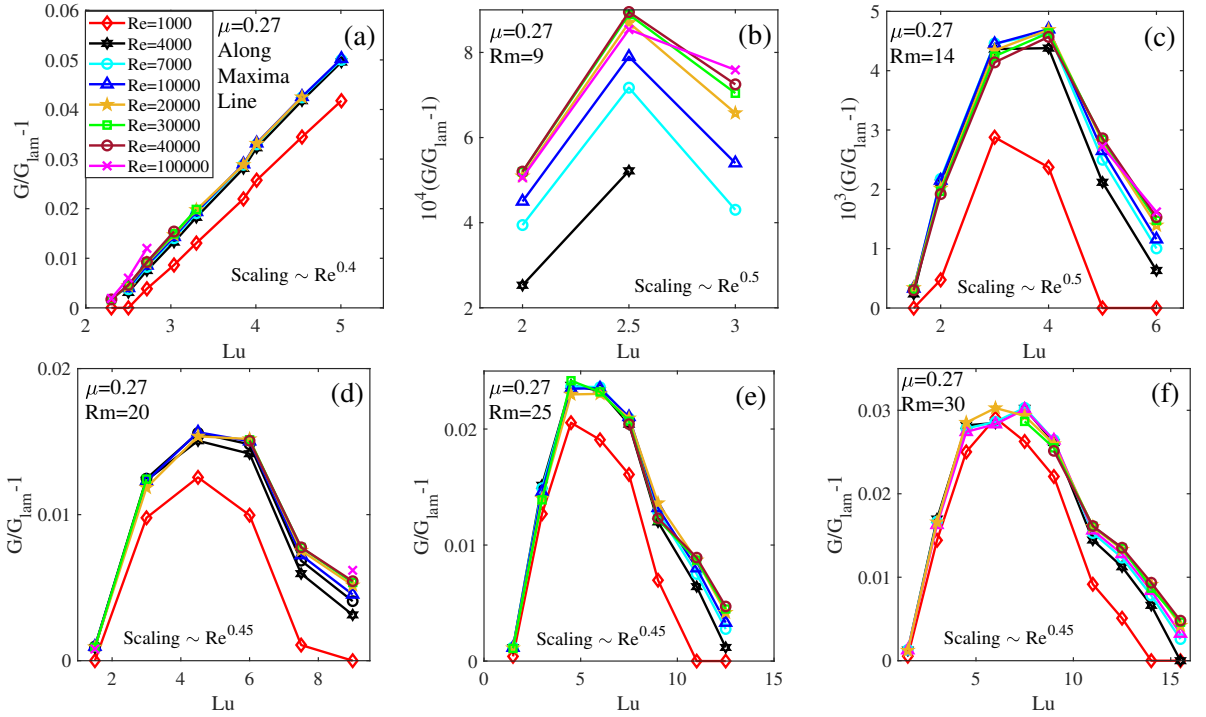 Re=1000
Re=4000
Re=7000
Re=10000
Re=20000
Re=30000
Re=40000
Re=100000
μ=0.27
Along
Maxima
Line
(a)
Scaling ~ Re^0.4
G/G_lam-1
0.06
0.05
0.04
0.03
0.02
0.01
0
2
3
4
5
Lu
μ=0.27
Rm=9
(b)
Scaling ~ Re^0.5
10^4(G/G_lam-1)
8
6
4
2
2
2.5
3
Lu
μ=0.27
Rm=14
(c)
Scaling ~ Re^0.5
10^3(G/G_lam-1)
5
4
3
2
1
0
2
4
6
Lu
μ=0.27
Rm=20
(d)
Scaling ~ Re^0.45
G/G_lam-1
0.02
0.01
0
2
4
6
8
Lu
μ=0.27
Rm=25
(e)
Scaling ~ Re^0.45
G/G_lam-1
0.02
0.01
0
0
5
10
15
Lu
μ=0.27
Rm=30
(f)
Scaling ~ Re^0.45
G/G_lam-1
0.03
0.02
0.01
0
5
10
15
Lu